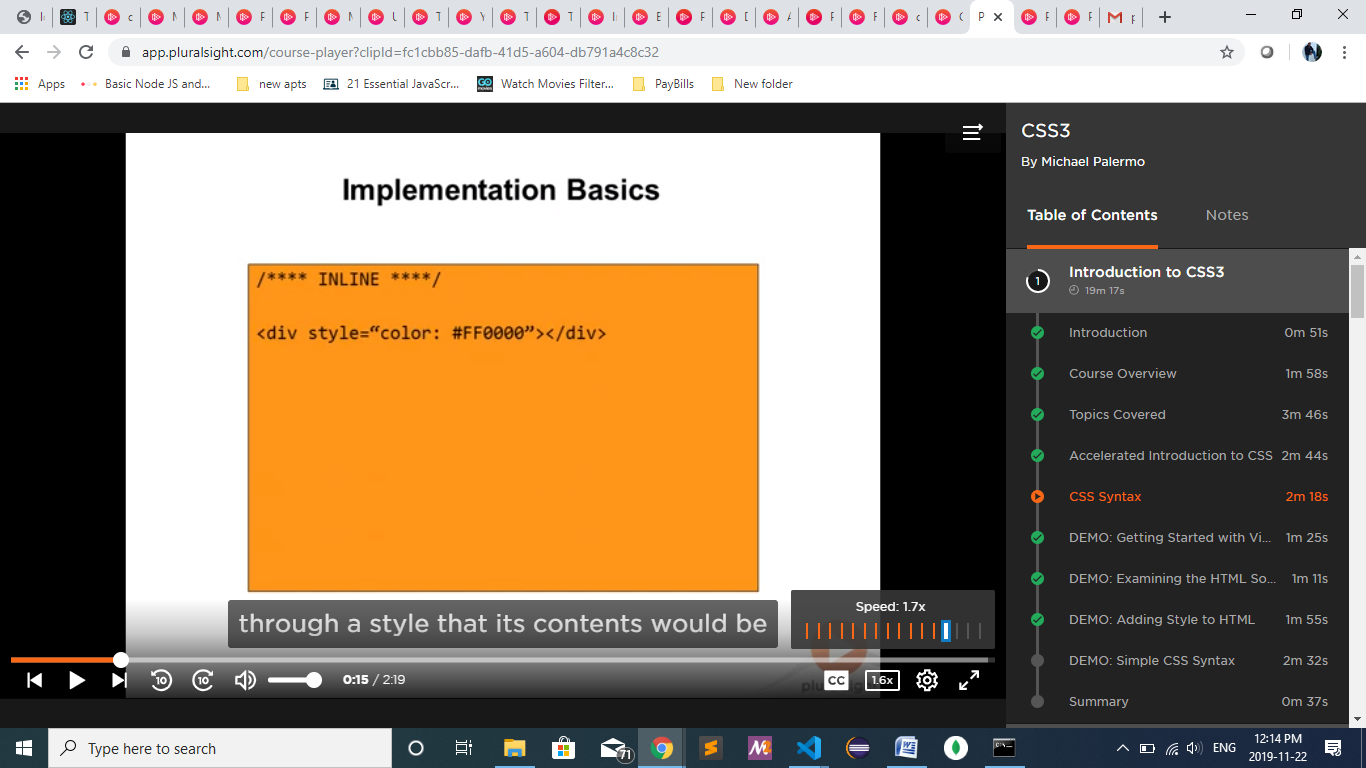 app.pluralsight.com/course-player?clipId=fc1cbb85-dafb-41d5-a604-db791a4c8c32
Apps
Basic Node JS and...
new apts
21 Essential JavaScr...
Watch Movies Filter...
PayBills
New folder
Implementation Basics
/**** INLINE ****/
<div style=“color: #FF0000”></div>
through a style that its contents would be
Speed: 1.7x
10
10
0:15 / 2:19
CC
1.6x
CSS3
By Michael Palermo
Table of Contents
Notes
1
Introduction to CSS3
19m 17s
Introduction 0m 51s
Course Overview 1m 58s
Topics Covered 3m 46s
Accelerated Introduction to CSS 2m 44s
CSS Syntax 2m 18s
DEMO: Getting Started with Vi... 1m 25s
DEMO: Examining the HTML So... 1m 11s
DEMO: Adding Style to HTML 1m 55s
DEMO: Simple CSS Syntax 2m 32s
Summary 0m 37s
Type here to search
71
ENG
12:14 PM
2019-11-22